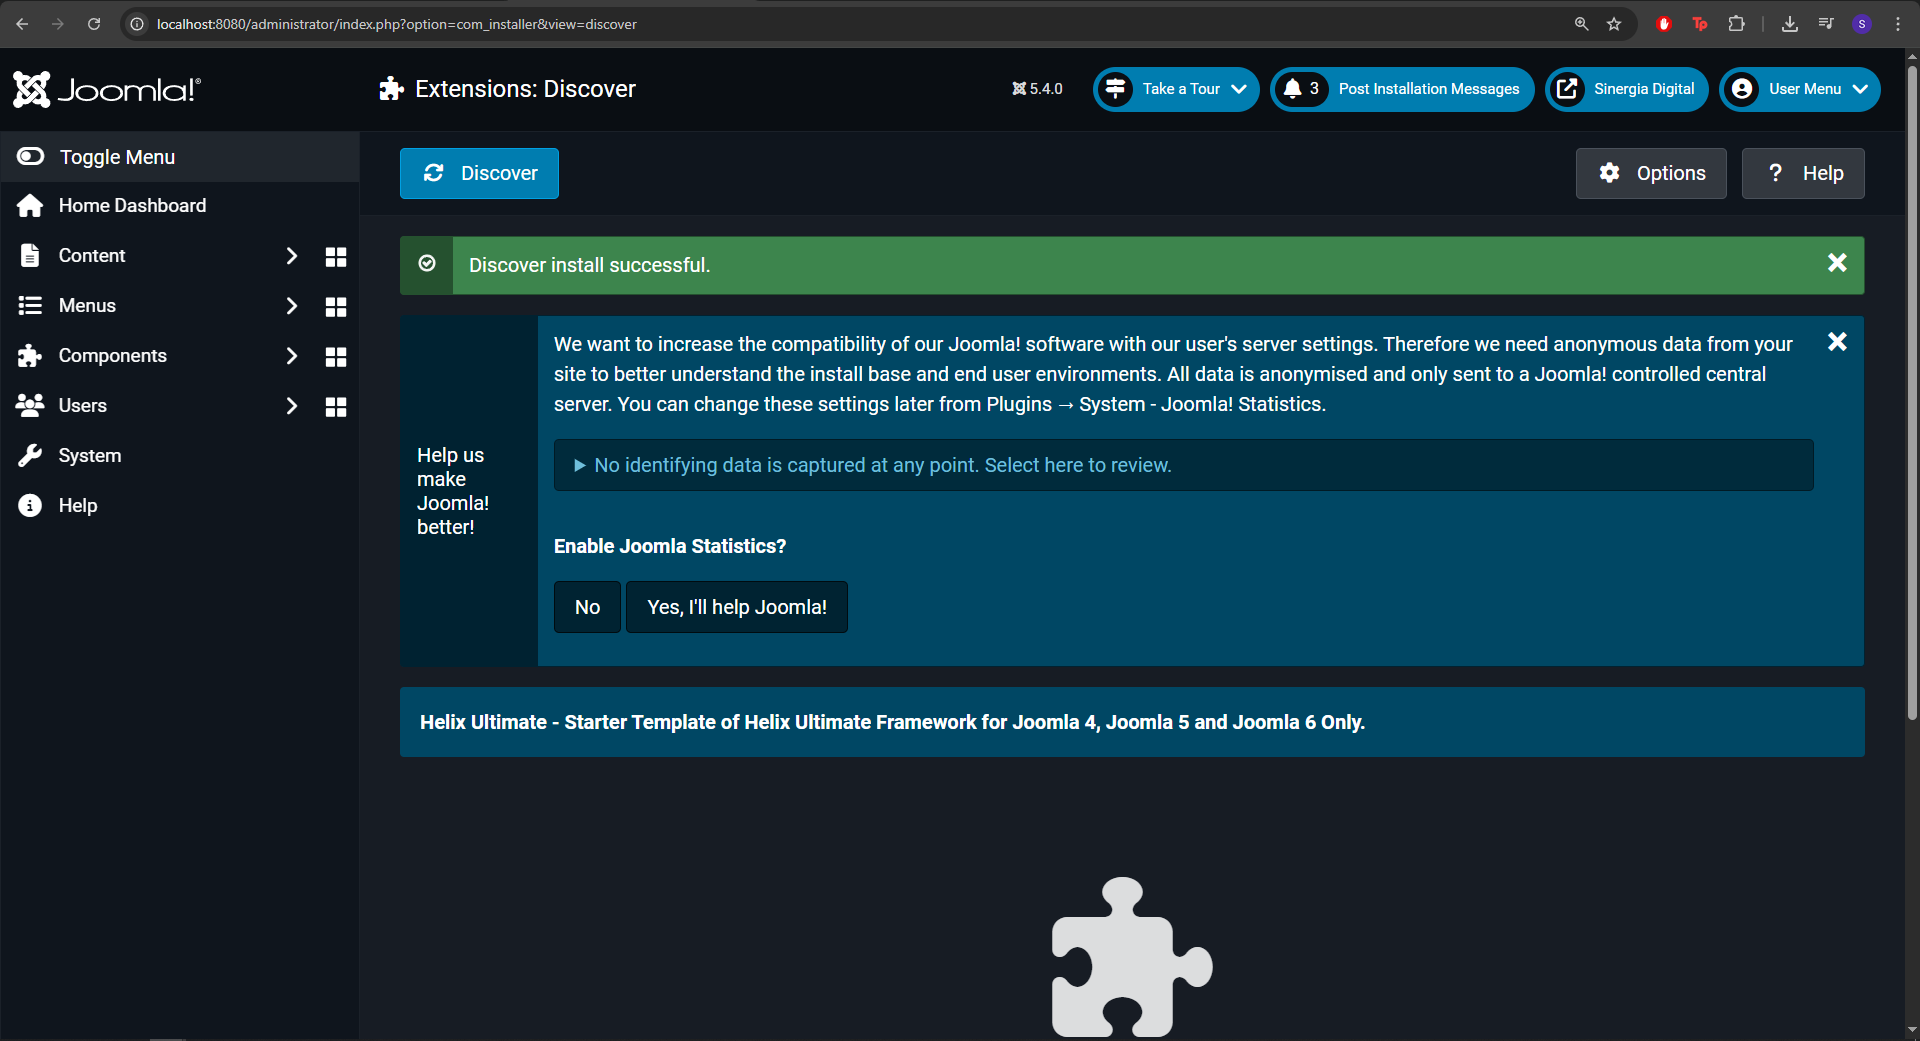 localhost:8080/administrator/index.php?option=com_installer&view=discover
Tp
S
Joomla!®
Extensions: Discover
5.4.0
Take a Tour
3
Post Installation Messages
Sinergia Digital
User Menu
Toggle Menu
Home Dashboard
Content
Menus
Components
Users
System
Help
Discover
Options
? Help
Discover install successful.
Help us
make
Joomla!
better!
We want to increase the compatibility of our Joomla! software with our user's server settings. Therefore we need anonymous data from your
site to better understand the install base and end user environments. All data is anonymised and only sent to a Joomla! controlled central
server. You can change these settings later from Plugins → System - Joomla! Statistics.
No identifying data is captured at any point. Select here to review.
Enable Joomla Statistics?
No
Yes, I'll help Joomla!
Helix Ultimate - Starter Template of Helix Ultimate Framework for Joomla 4, Joomla 5 and Joomla 6 Only.